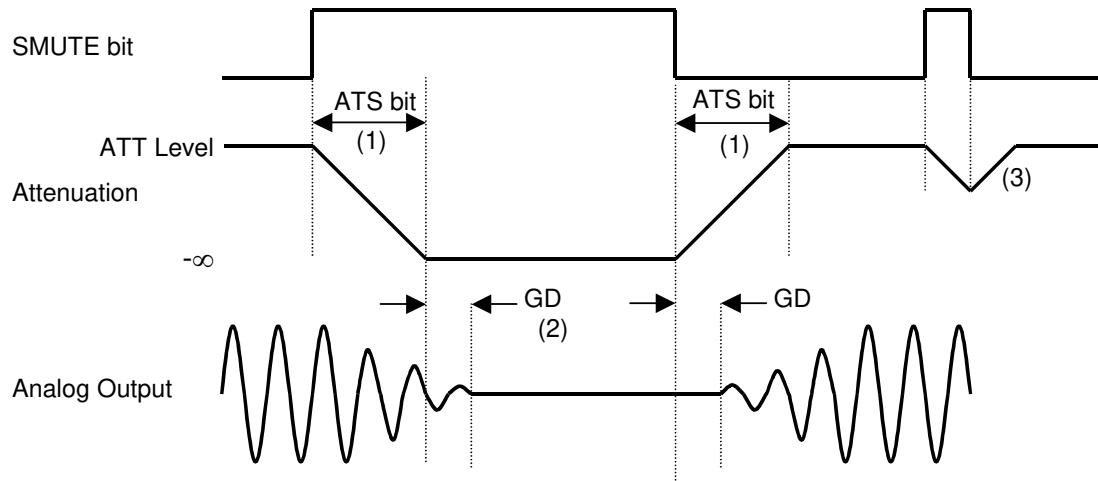 SMUTE bit
ATS bit
(1)
ATS bit
(1)
ATT Level
Attenuation
(3)
-∞
GD
(2)
GD
Analog Output